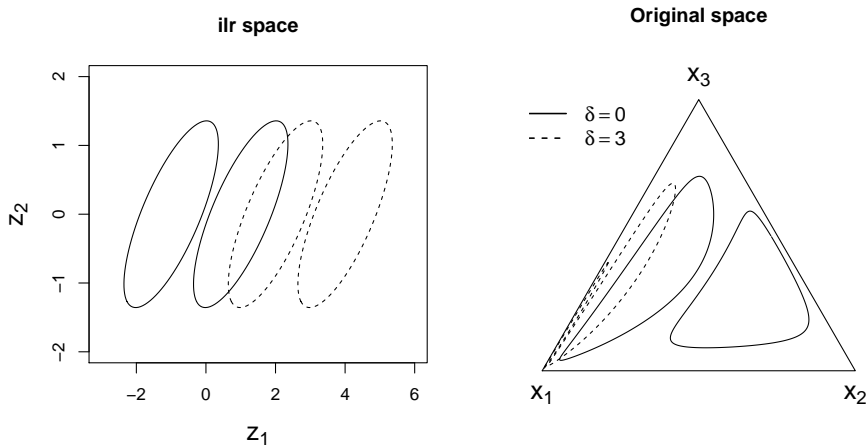 ilr space
2
1
0
−1
−2
z2
−2
0
2
4
6
z1
Original space
x3
δ = 0
δ = 3
x1
x2